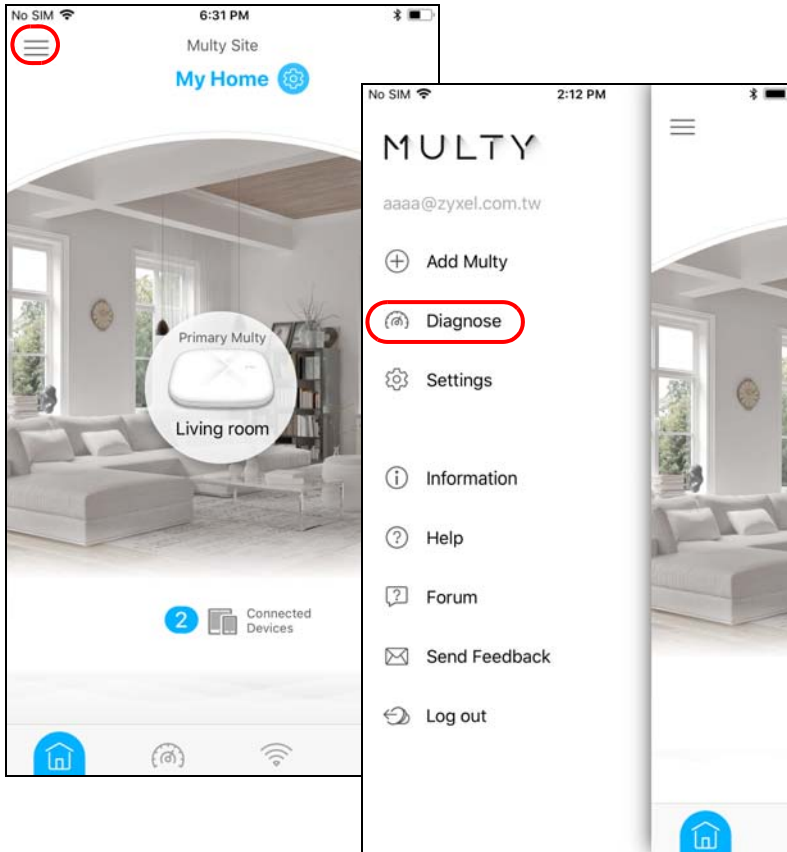 No SIM 6:31 PM
Multy Site
My Home
Primary Multy
Living room
2 Connected
Devices
No SIM 2:12 PM
MULTY
aaaa@zyxel.com.tw
Add Multy
Diagnose
Settings
Information
Help
Forum
Send Feedback
Log out